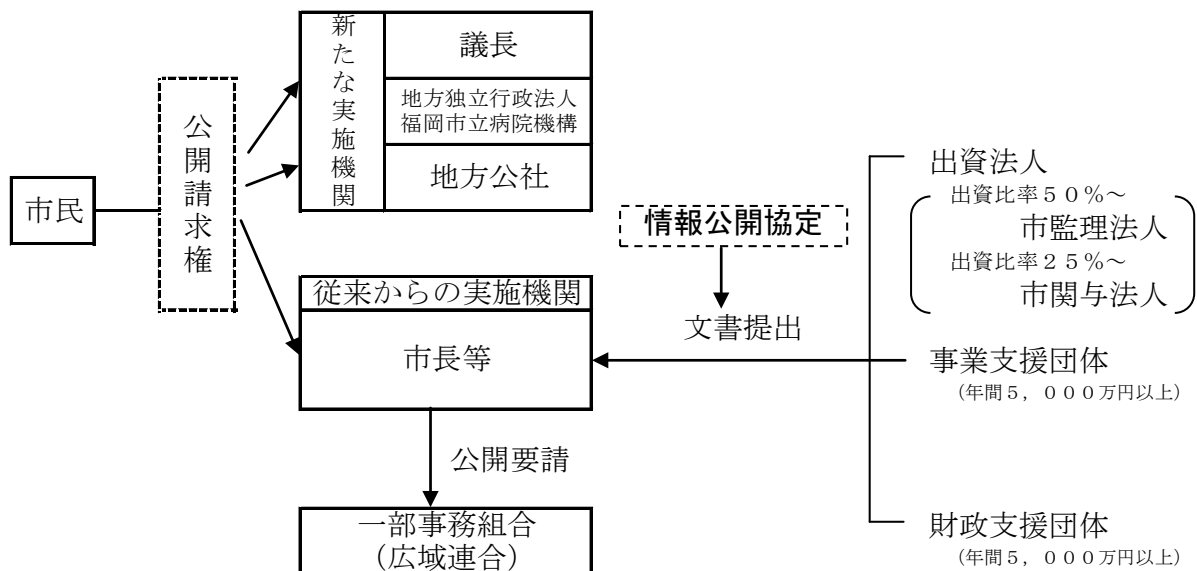 市民
公開請求権
新たな実施機関
議長
地方独立行政法人
福岡市立病院機構
地方公社
従来からの実施機関
市長等
公開要請
一部事務組合
(広域連合)
情報公開協定
文書提出
出資法人
出資比率50%~
市監理法人
出資比率25%~
市関与法人
事業支援団体
(年間5,000万円以上)
財政支援団体
(年間5,000万円以上)